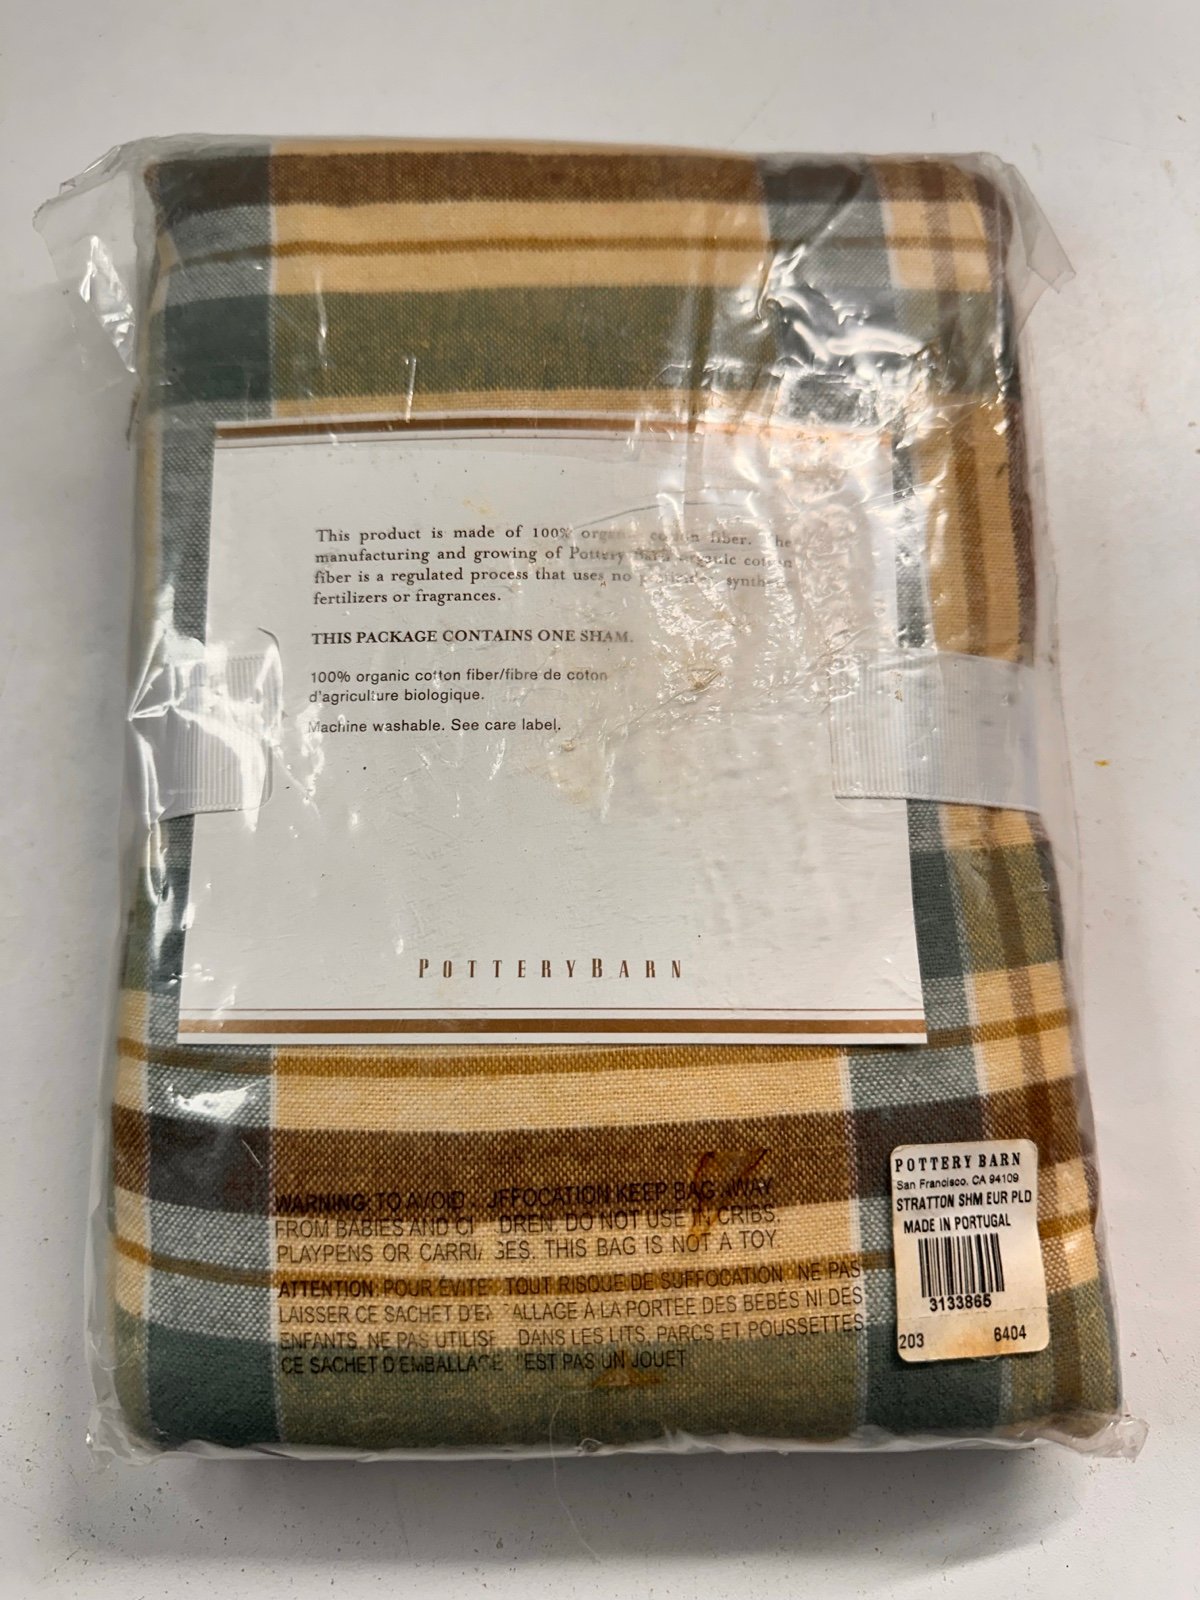 This product is made of 100% organic cotton fiber. The
manufacturing and growing of Pottery Barn organic cotton
fiber is a regulated process that uses no synthetic
fertilizers or fragrances.
THIS PACKAGE CONTAINS ONE SHAM.
100% organic cotton fiber/fibre de coton
d'agriculture biologique.
Machine washable. See care label.
POTTERY BARN
WARNING: TO AVOID SUFFOCATION KEEP BAG AWAY
FROM BABIES AND CHILDREN. DO NOT USE IN CRIBS,
PLAYPENS OR CARRIAGES. THIS BAG IS NOT A TOY.
ATTENTION: POUR ÉVITER TOUT RISQUE DE SUFFOCATION, NE PAS
LAISSER CE SACHET D'EMBALLAGE À LA PORTÉE DES BÉBÉS NI DES
ENFANTS. NE PAS UTILISER DANS LES LITS, PARCS ET POUSSETTES.
CE SACHET D'EMBALLAGE N'EST PAS UN JOUET.
POTTERY BARN
San Francisco, CA 94109
STRATTON SHM EUR PLD
MADE IN PORTUGAL
3133865
203 6404